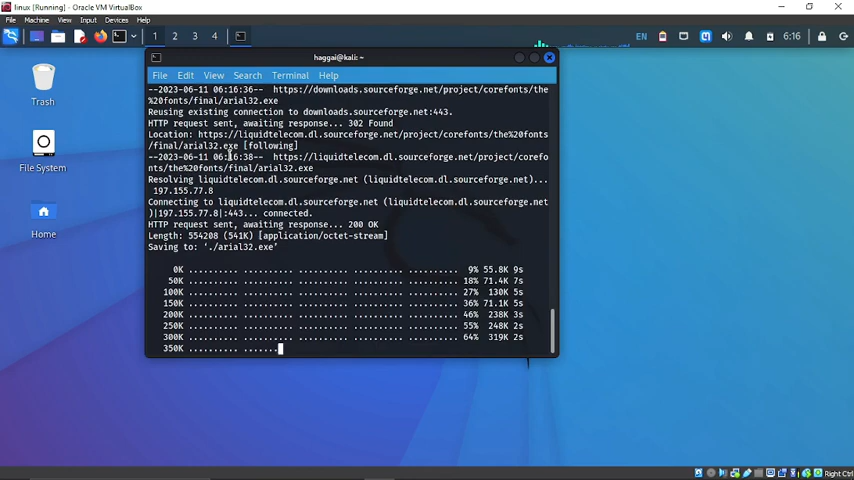 linux [Running] - Oracle VM VirtualBox
File Machine View Input Devices Help
1 2 3 4 EN 6:16
haggai@kali: ~
File Edit View Search Terminal Help
--2023-06-11 06:16:36-- https://downloads.sourceforge.net/project/corefonts/the
%20fonts/final/arial32.exe
Reusing existing connection to downloads.sourceforge.net:443.
HTTP request sent, awaiting response... 302 Found
Location: https://liquidtelecom.dl.sourceforge.net/project/corefonts/the%20fonts
/final/arial32.exe [following]
--2023-06-11 06:16:38-- https://liquidtelecom.dl.sourceforge.net/project/corefo
nts/the%20fonts/final/arial32.exe
Resolving liquidtelecom.dl.sourceforge.net (liquidtelecom.dl.sourceforge.net)...
197.155.77.8
Connecting to liquidtelecom.dl.sourceforge.net (liquidtelecom.dl.sourceforge.net
)|197.155.77.8|:443... connected.
HTTP request sent, awaiting response... 200 OK
Length: 554208 (541K) [application/octet-stream]
Saving to: './arial32.exe'
0K .......... .......... .......... .......... .......... 9% 55.8K 9s
50K .......... .......... .......... .......... .......... 18% 71.4K 7s
100K .......... .......... .......... .......... .......... 27% 130K 5s
150K .......... .......... .......... .......... .......... 36% 71.1K 5s
200K .......... .......... .......... .......... .......... 46% 238K 3s
250K .......... .......... .......... .......... .......... 55% 248K 2s
300K .......... .......... .......... .......... .......... 64% 319K 2s
350K .......... .......
Trash
File System
Home
Right Ctrl